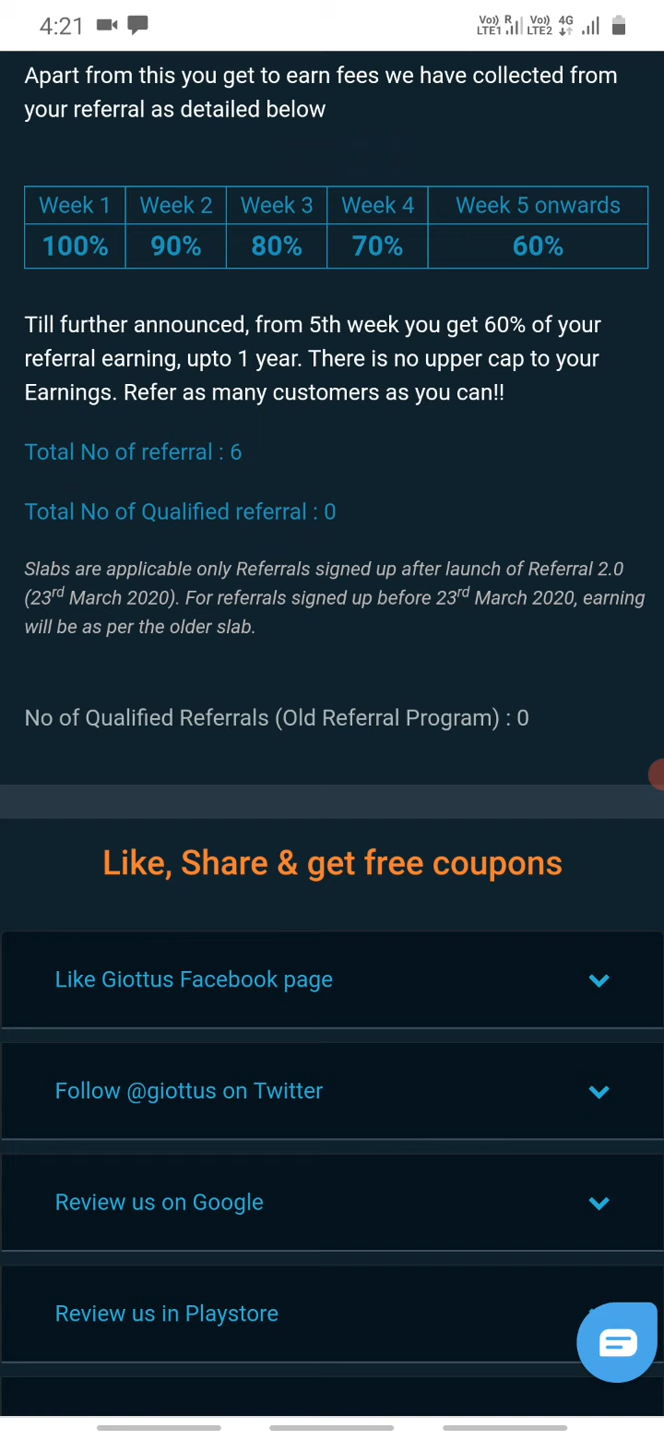 4:21
Vo) R Vo) 4G
LTE1 LTE2
Apart from this you get to earn fees we have collected from
your referral as detailed below
Week 1 Week 2 Week 3 Week 4 Week 5 onwards
100% 90% 80% 70% 60%
Till further announced, from 5th week you get 60% of your
referral earning, upto 1 year. There is no upper cap to your
Earnings. Refer as many customers as you can!!
Total No of referral : 6
Total No of Qualified referral : 0
Slabs are applicable only Referrals signed up after launch of Referral 2.0
(23rd March 2020). For referrals signed up before 23rd March 2020, earning
will be as per the older slab.
No of Qualified Referrals (Old Referral Program) : 0
Like, Share & get free coupons
Like Giottus Facebook page
Follow @giottus on Twitter
Review us on Google
Review us in Playstore